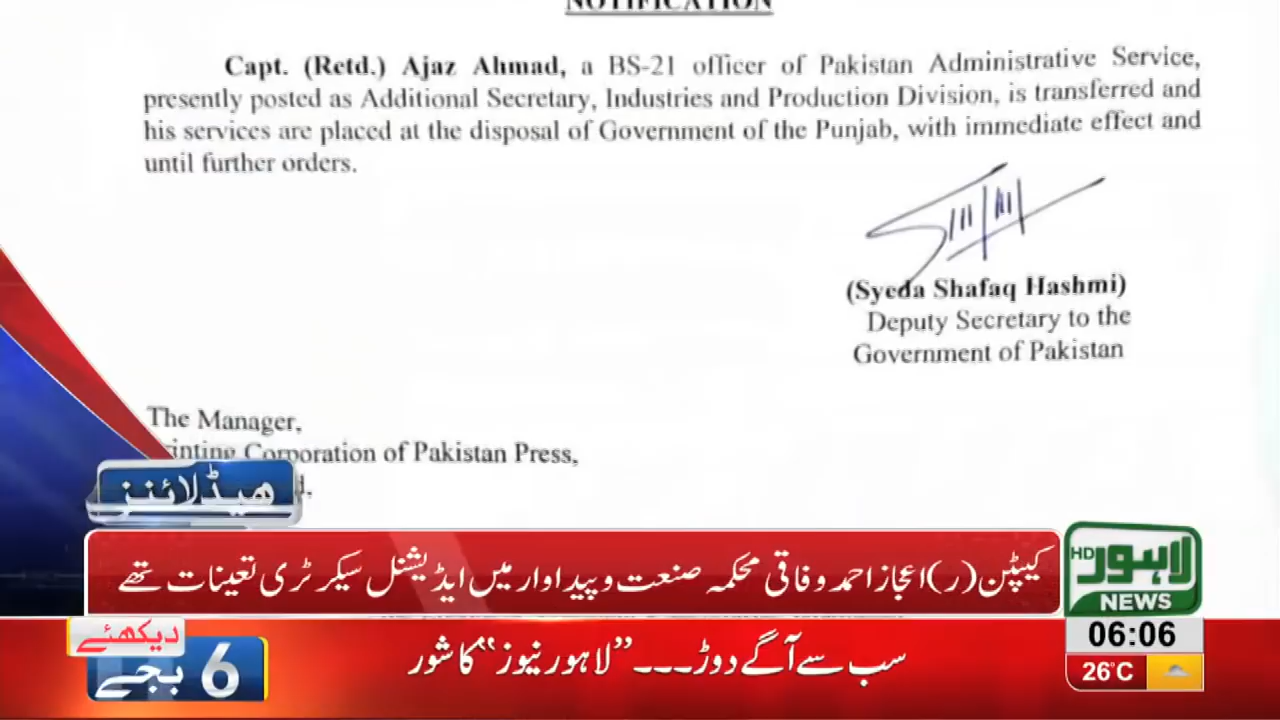 NOTIFICATION
Capt. (Retd.) Ajaz Ahmad, a BS-21 officer of Pakistan Administrative Service,
presently posted as Additional Secretary, Industries and Production Division, is transferred and
his services are placed at the disposal of Government of the Punjab, with immediate effect and
until further orders.
(Syeda Shafaq Hashmi)
Deputy Secretary to the
Government of Pakistan
The Manager,
Printing Corporation of Pakistan Press,
ہیڈلائنز
کیپٹن (ر) اعجاز احمد وفاقی محکمہ صنعت و پیداوار میں ایڈیشنل سیکرٹری تعینات تھے
HD
لاہور
NEWS
06:06
26°C
دیکھئے
6 بجے
سب سے آگے دوڑ۔۔۔ ‘‘لاہور نیوز’’ کا شور